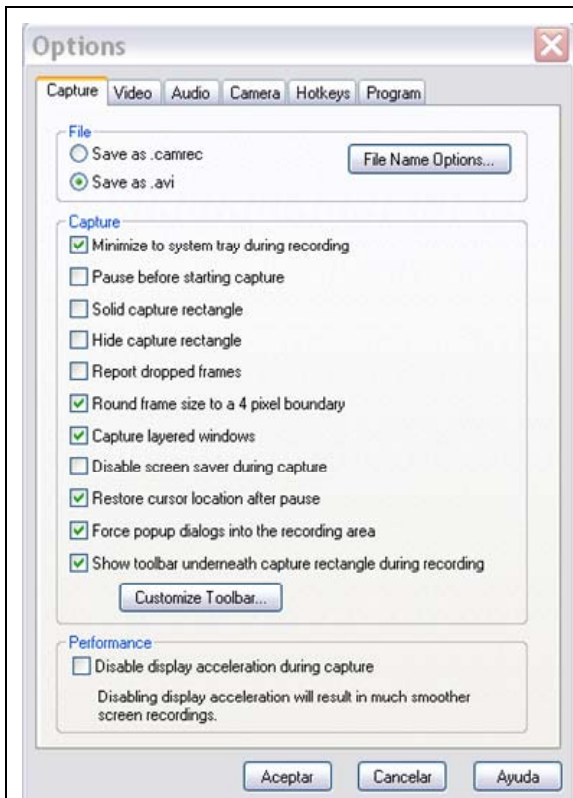 Options
Capture Video Audio Camera Hotkeys Program
File
Save as .camrec
File Name Options...
Save as .avi
Capture
Minimize to system tray during recording
Pause before starting capture
Solid capture rectangle
Hide capture rectangle
Report dropped frames
Round frame size to a 4 pixel boundary
Capture layered windows
Disable screen saver during capture
Restore cursor location after pause
Force popup dialogs into the recording area
Show toolbar underneath capture rectangle during recording
Customize Toolbar...
Performance
Disable display acceleration during capture
Disabling display acceleration will result in much smoother
screen recordings.
Aceptar Cancelar Ayuda